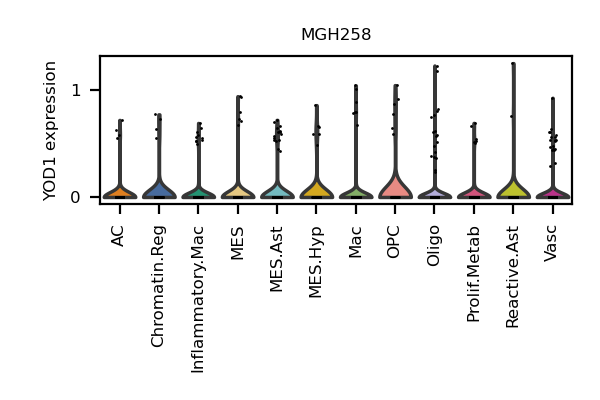 MGH258
YOD1 expression
1
0
AC
Chromatin.Reg
Inflammatory.Mac
MES
MES.Ast
MES.Hyp
Mac
OPC
Oligo
Prolif.Metab
Reactive.Ast
Vasc